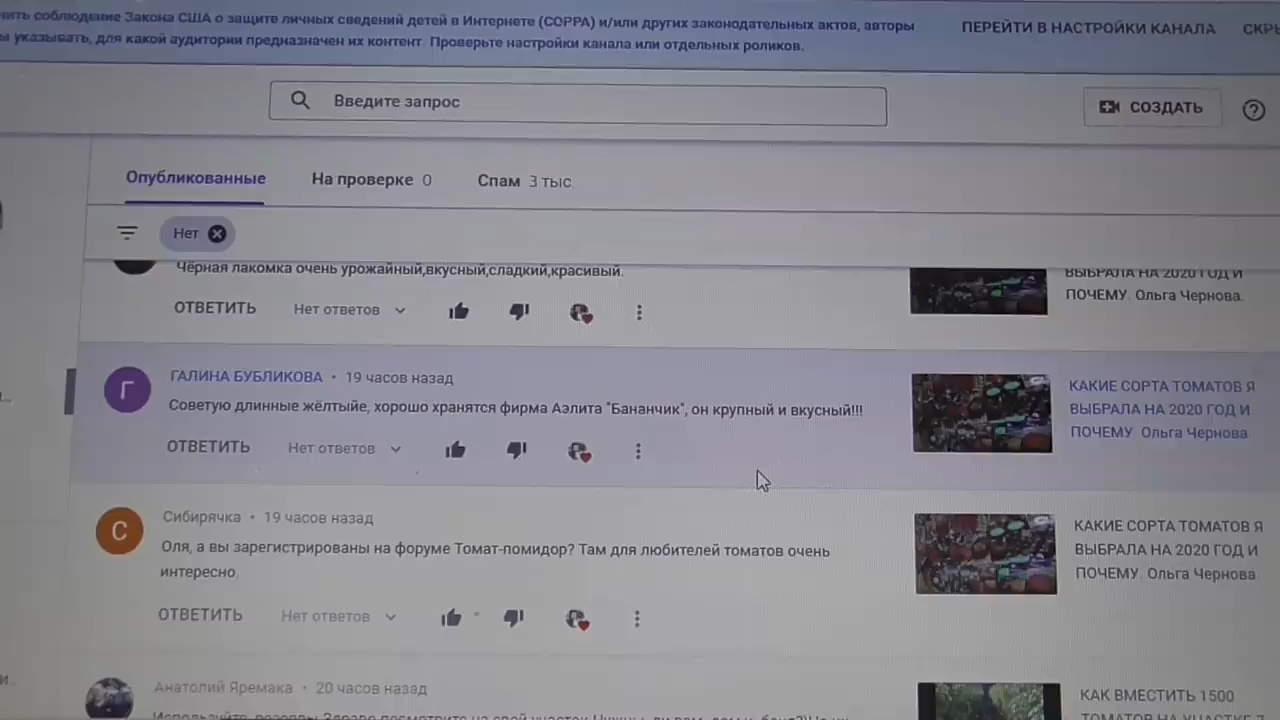 соблюдение Закона США о защите личных сведений детей в Интернете (COPPA) и/или других законодательных актов, авторы
указывать, для какой аудитории предназначен их контент. Проверьте настройки канала или отдельных роликов.
ПЕРЕЙТИ В НАСТРОЙКИ КАНАЛА
Введите запрос
СОЗДАТЬ
Опубликованные
На проверке 0
Спам 3 тыс.
Нет
Чёрная лакомка очень урожайный,вкусный,сладкий,красивый.
ОТВЕТИТЬ Нет ответов
ВЫБРАЛА НА 2020 ГОД И
ПОЧЕМУ. Ольга Чернова.
Г
ГАЛИНА БУБЛИКОВА • 19 часов назад
Советую длинные жёлтыйе, хорошо хранятся фирма Аэлита "Бананчик", он крупный и вкусный!!!
ОТВЕТИТЬ Нет ответов
КАКИЕ СОРТА ТОМАТОВ Я
ВЫБРАЛА НА 2020 ГОД И
ПОЧЕМУ. Ольга Чернова.
С
Сибирячка • 19 часов назад
Оля, а вы зарегистрированы на форуме Томат-помидор? Там для любителей томатов очень
интересно.
ОТВЕТИТЬ Нет ответов
КАКИЕ СОРТА ТОМАТОВ Я
ВЫБРАЛА НА 2020 ГОД И
ПОЧЕМУ. Ольга Чернова.
Анатолий Яремака • 20 часов назад
КАК ВМЕСТИТЬ 1500
ТОМАТОВ НА УЧАСТКЕ 7